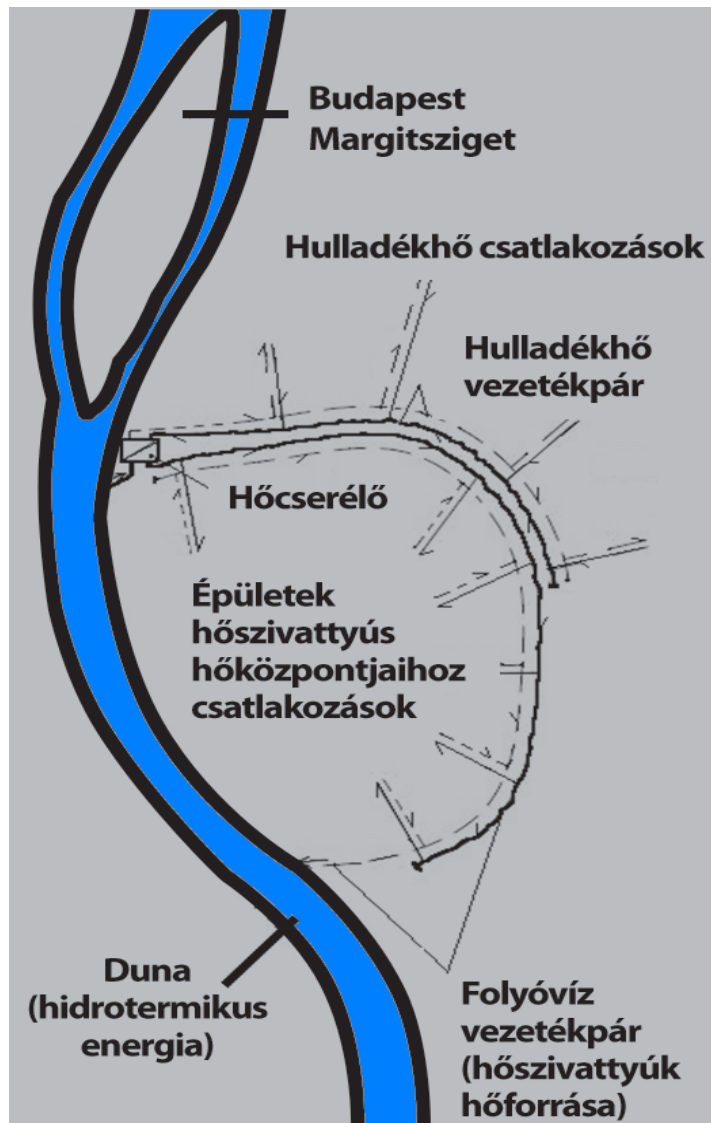 Budapest
Margitsziget
Hulladékhő csatlakozások
Hulladékhő
vezetékpár
Hőcserélő
Épületek
hőszivattyús
hőközpontjaihoz
csatlakozások
Duna
(hidrotermikus
energia)
Folyóvíz
vezetékpár
(hőszivattyúk
hőforrása)